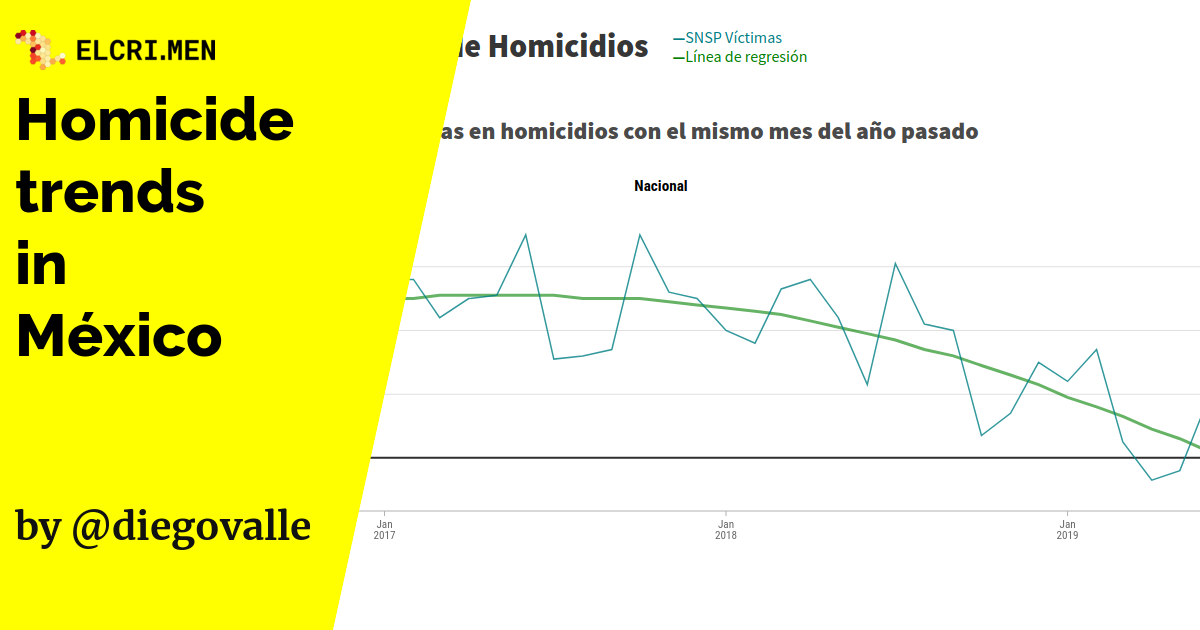 ELCRI.MEN
Homicide
trends
in
México
by @diegovalle
de Homicidios
SNSP Víctimas
Línea de regresión
as en homicidios con el mismo mes del año pasado
Nacional
Jan
2017
Jan
2018
Jan
2019